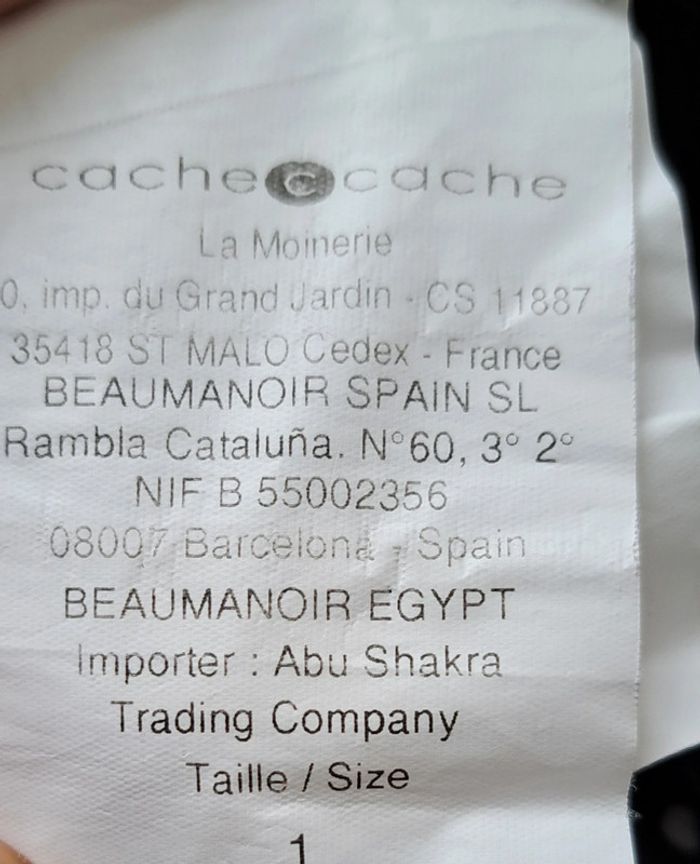 cache c cache
La Moinerie
0, imp. du Grand Jardin - CS 11887
35418 ST MALO Cedex - France
BEAUMANOIR SPAIN SL
Rambla Cataluña. N°60, 3° 2°
NIF B 55002356
08007 Barcelona - Spain
BEAUMANOIR EGYPT
Importer : Abu Shakra
Trading Company
Taille / Size
1